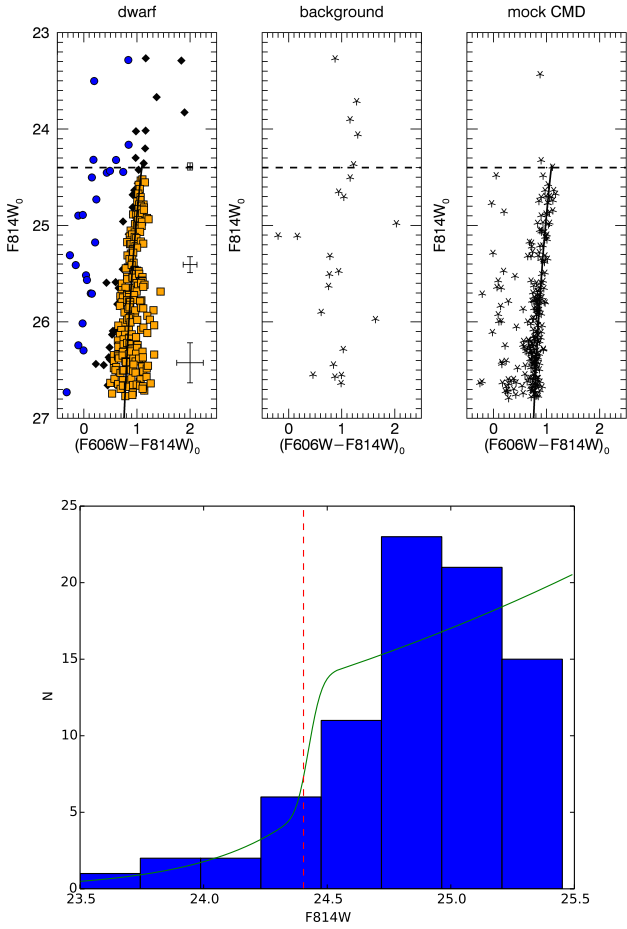 dwarf background mock CMD
23
24
25
26
27
F814W₀ F814W₀ F814W₀
0 1 2 0 1 2 0 1 2
(F606W−F814W)₀ (F606W−F814W)₀ (F606W−F814W)₀
25
20
15
10
5
0
N
23.5 24.0 24.5 25.0 25.5
F814W